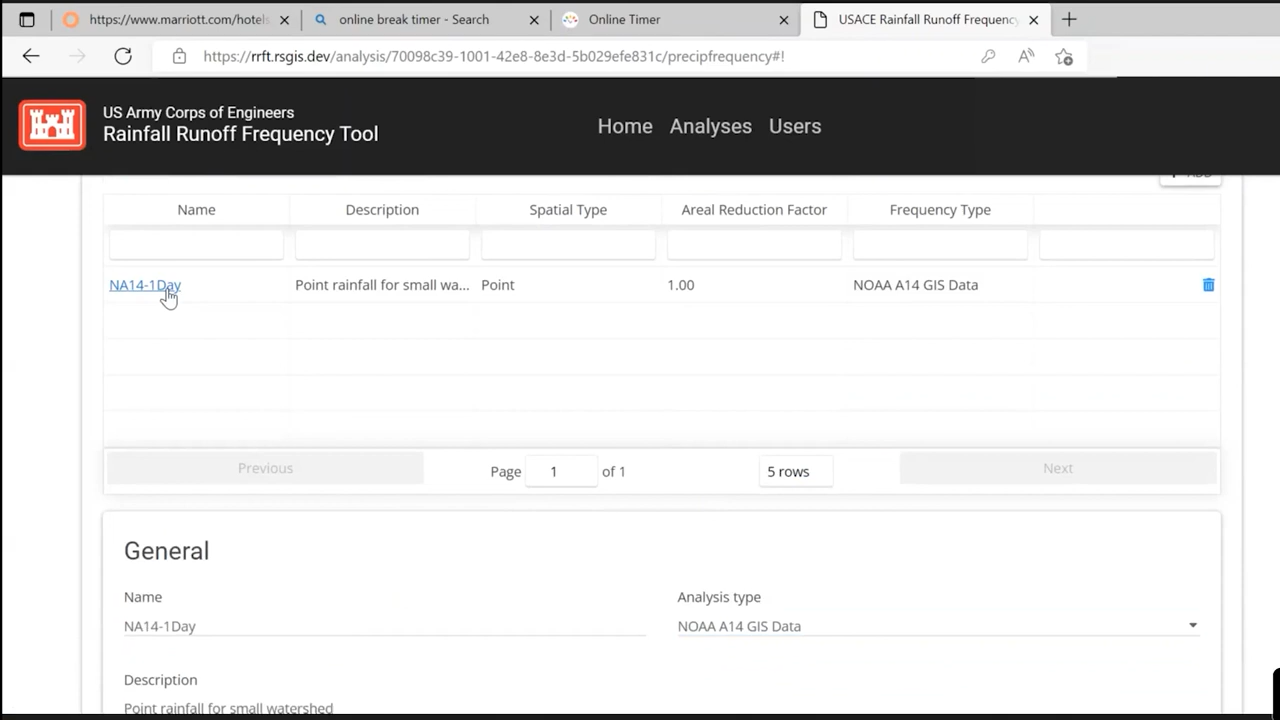 https://www.marriott.com/hotels
online break timer - Search
Online Timer
USACE Rainfall Runoff Frequency
https://rrft.rsgis.dev/analysis/70098c39-1001-42e8-8e3d-5b029efe831c/precipfrequency#!
US Army Corps of Engineers
Rainfall Runoff Frequency Tool
Home Analyses Users
Name Description Spatial Type Areal Reduction Factor Frequency Type
NA14-1Day Point rainfall for small wa... Point 1.00 NOAA A14 GIS Data
Previous Page 1 of 1 5 rows Next
General
Name Analysis type
NA14-1Day NOAA A14 GIS Data
Description
Point rainfall for small watershed